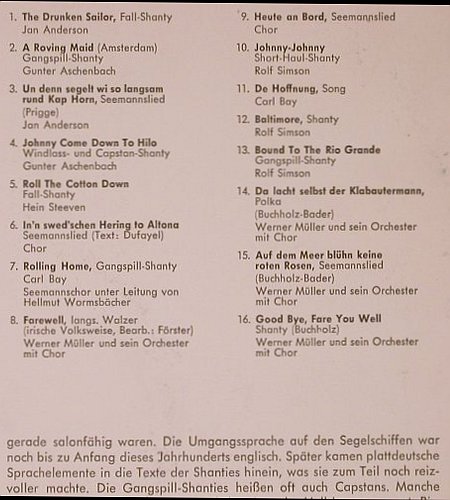 1. The Drunken Sailor, Fall-Shanty
Jan Anderson
2. A Roving Maid (Amsterdam)
Gangspill-Shanty
Gunter Aschenbach
3. Un denn segelt wi so langsam
rund Kap Horn, Seemannslied
(Prigge)
Jan Anderson
4. Johnny Come Down To Hilo
Windlass- und Capstan-Shanty
Gunter Aschenbach
5. Roll The Cotton Down
Fall-Shanty
Hein Steeven
6. In'n swed'schen Hering to Altona
Seemannslied (Text: Dufayel)
Chor
7. Rolling Home, Gangspill-Shanty
Carl Bay
Seemannschor unter Leitung von
Hellmut Wormsbächer
8. Farewell, langs. Walzer
(irische Volksweise, Bearb.: Förster)
Werner Müller und sein Orchester
mit Chor
9. Heute an Bord, Seemannslied
Chor
10. Johnny-Johnny
Short-Haul-Shanty
Rolf Simson
11. De Hoffnung, Song
Carl Bay
12. Baltimore, Shanty
Rolf Simson
13. Bound To The Rio Grande
Gangspill-Shanty
Rolf Simson
14. Da lacht selbst der Klabautermann,
Polka
(Buchholz-Bader)
Werner Müller und sein Orchester
mit Chor
15. Auf dem Meer blühn keine
roten Rosen, Seemannslied
(Buchholz-Bader)
Werner Müller und sein Orchester
mit Chor
16. Good Bye, Fare You Well
Shanty (Buchholz)
Werner Müller und sein Orchester
mit Chor
gerade salonfähig waren. Die Umgangssprache auf den Segelschiffen war
noch bis zu Anfang dieses Jahrhunderts englisch. Später kamen plattdeutsche
Sprachelemente in die Texte der Shanties hinein, was sie zum Teil noch reiz-
voller machte. Die Gangspill-Shanties heißen oft auch Capstans. Manche